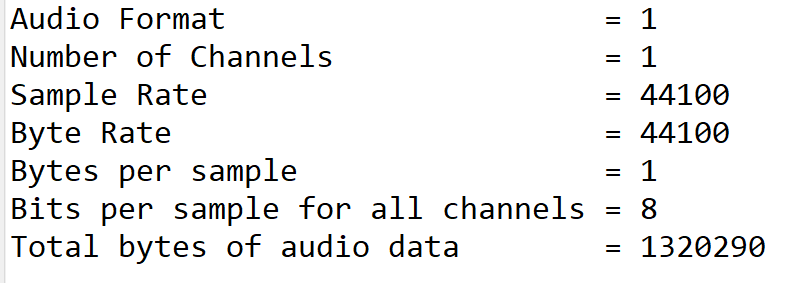 Audio Format                     = 1
Number of Channels               = 1
Sample Rate                      = 44100
Byte Rate                        = 44100
Bytes per sample                 = 1
Bits per sample for all channels = 8
Total bytes of audio data        = 1320290